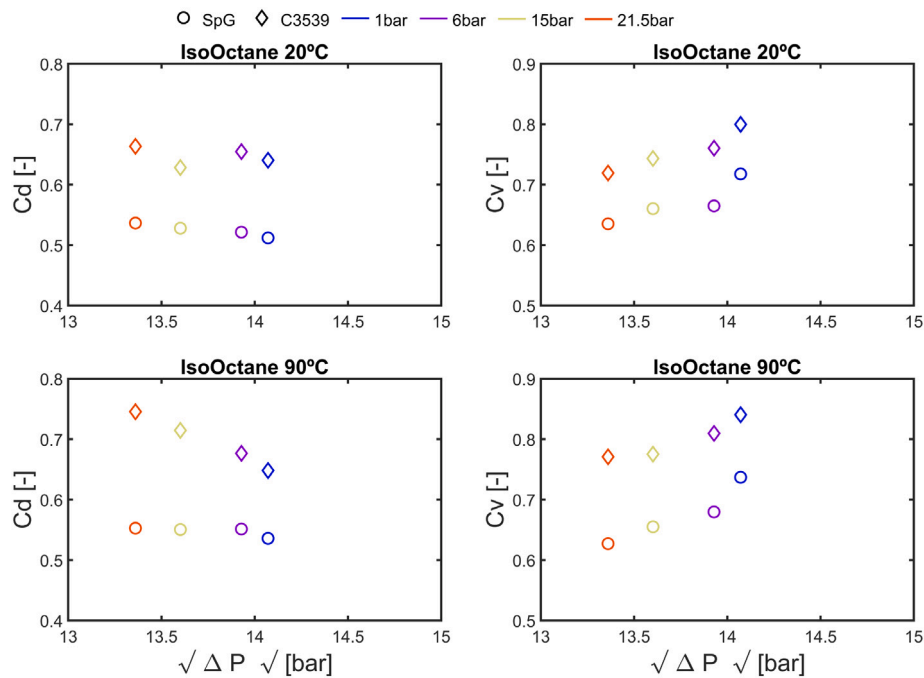 SpG C3539 1bar 6bar 15bar 21.5bar
IsoOctane 20ºC
0.8
0.7
0.6
0.5
0.4
Cd [-]
13 13.5 14 14.5 15
IsoOctane 20ºC
0.9
0.8
0.7
0.6
0.5
Cv [-]
13 13.5 14 14.5 15
IsoOctane 90ºC
0.8
0.7
0.6
0.5
0.4
Cd [-]
13 13.5 14 14.5 15
√ Δ P √ [bar]
IsoOctane 90ºC
0.9
0.8
0.7
0.6
0.5
Cv [-]
13 13.5 14 14.5 15
√ Δ P √ [bar]